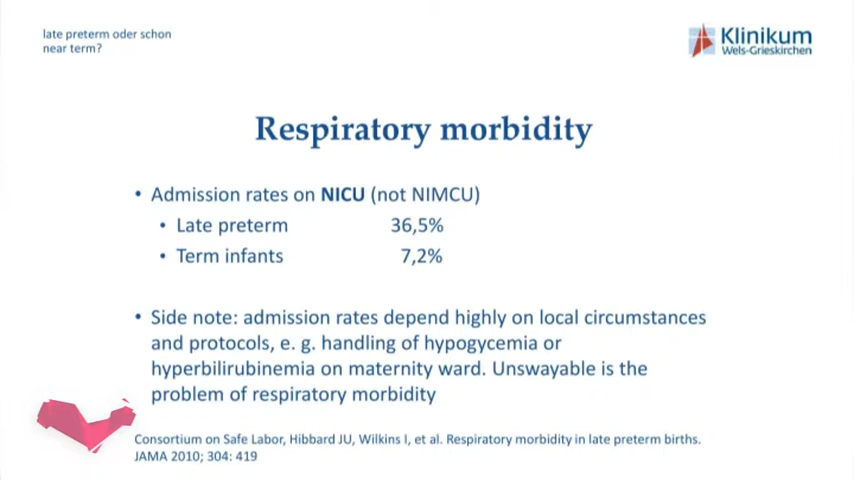 late preterm oder schon
near term?
Klinikum
Wels-Grieskirchen
Respiratory morbidity
• Admission rates on NICU (not NIMCU)
• Late preterm 36,5%
• Term infants 7,2%
• Side note: admission rates depend highly on local circumstances
and protocols, e. g. handling of hypogycemia or
hyperbilirubinemia on maternity ward. Unswayable is the
problem of respiratory morbidity
Consortium on Safe Labor, Hibbard JU, Wilkins I, et al. Respiratory morbidity in late preterm births.
JAMA 2010; 304: 419